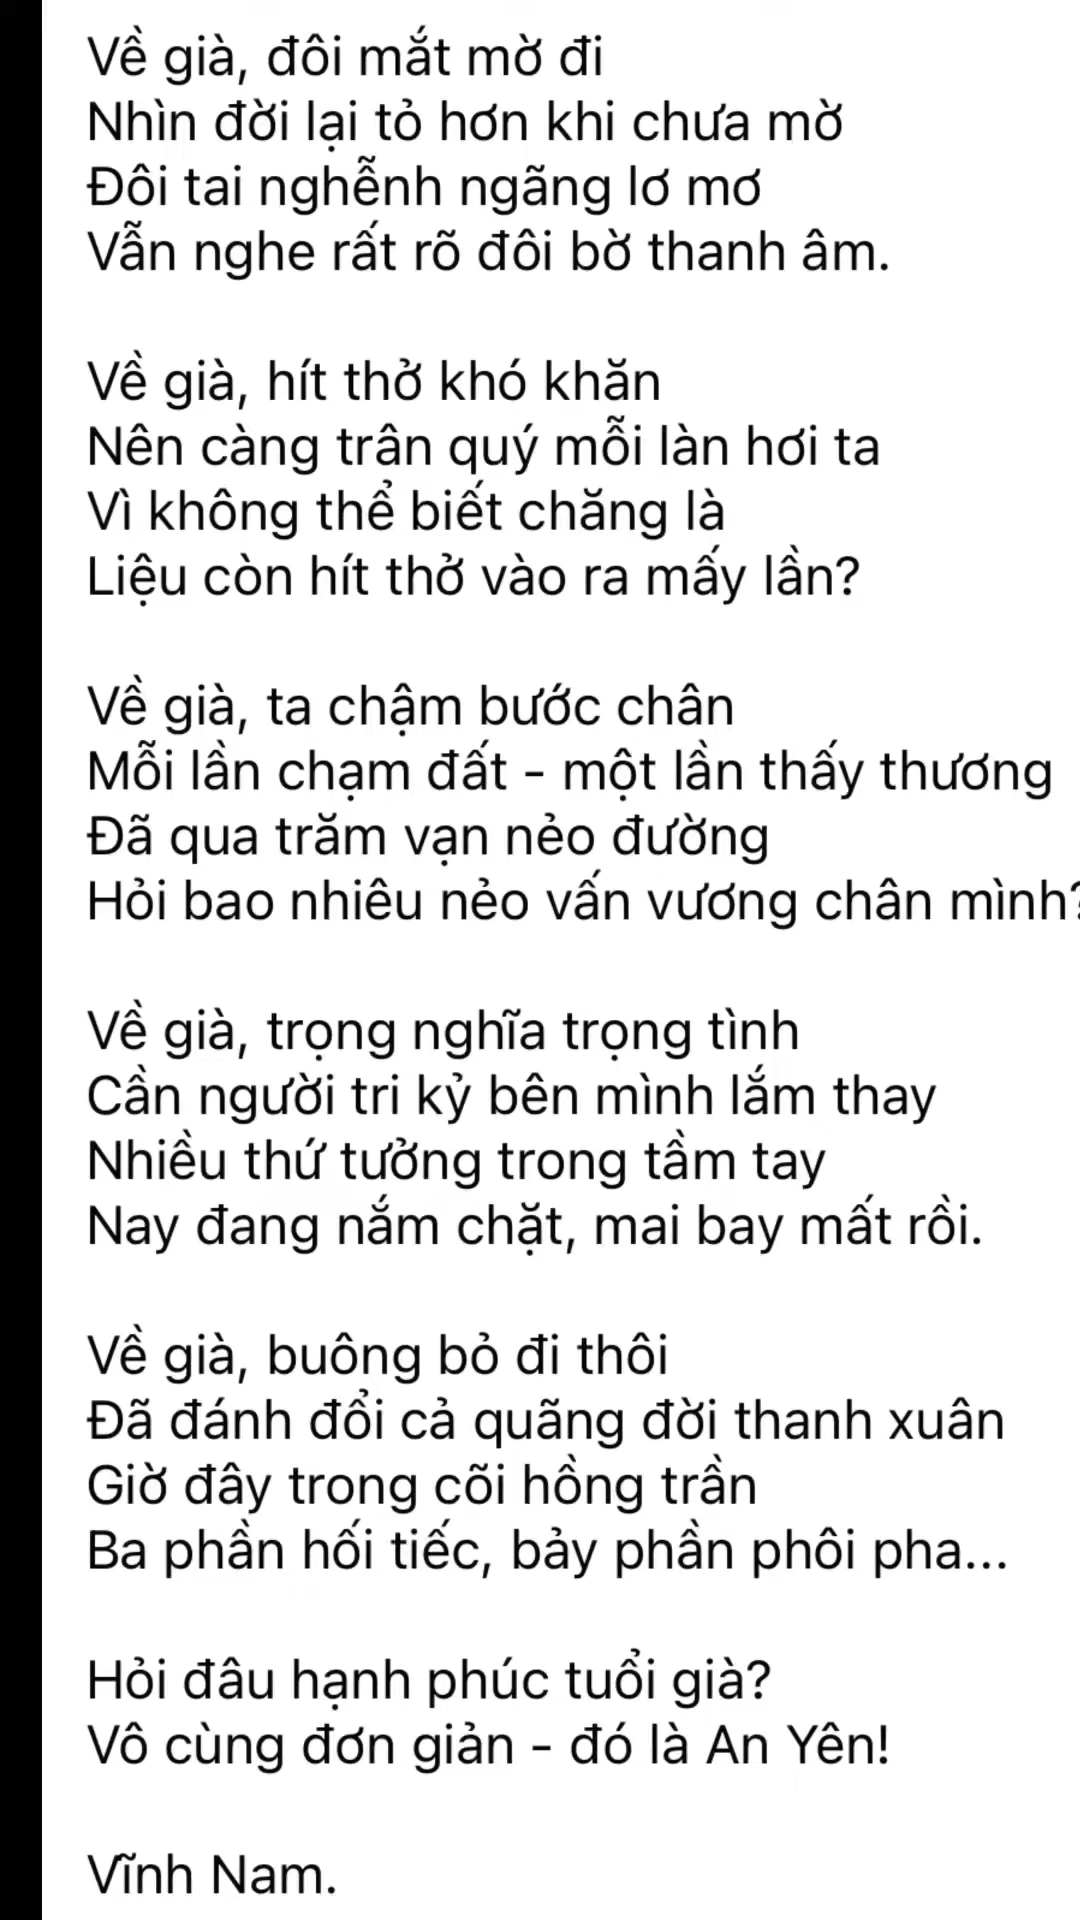 Về già, đôi mắt mờ đi
Nhìn đời lại tỏ hơn khi chưa mờ
Đôi tai nghễnh ngãng lơ mơ
Vẫn nghe rất rõ đôi bờ thanh âm.
Về già, hít thở khó khăn
Nên càng trân quý mỗi làn hơi ta
Vì không thể biết chăng là
Liệu còn hít thở vào ra mấy lần?
Về già, ta chậm bước chân
Mỗi lần chạm đất - một lần thấy thương
Đã qua trăm vạn nẻo đường
Hỏi bao nhiêu nẻo vấn vương chân mình?
Về già, trọng nghĩa trọng tình
Cần người tri kỷ bên mình lắm thay
Nhiều thứ tưởng trong tầm tay
Nay đang nắm chặt, mai bay mất rồi.
Về già, buông bỏ đi thôi
Đã đánh đổi cả quãng đời thanh xuân
Giờ đây trong cõi hồng trần
Ba phần hối tiếc, bảy phần phôi pha...
Hỏi đâu hạnh phúc tuổi già?
Vô cùng đơn giản - đó là An Yên!
Vĩnh Nam.